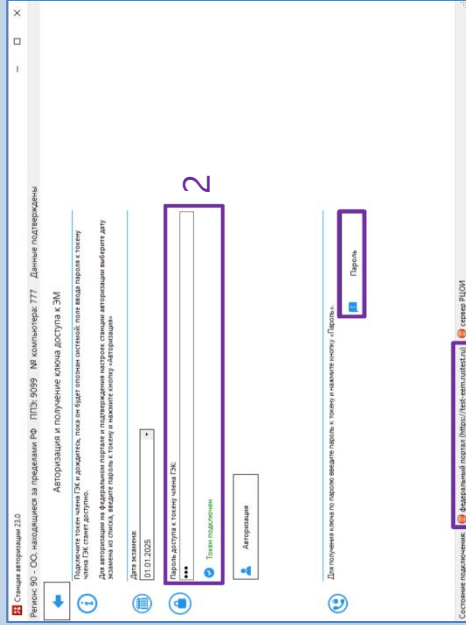 Станция авторизации 23.0
Регион: 90 - ОО, находящиеся за пределами РФ ППЭ: 9099 № компьютера: 777 Данные подтверждены
Авторизация и получение ключа доступа к ЭМ
Подключите токен члена ГЭК и дождитесь, пока он будет опознан системой: поле ввода пароля к токену
члена ГЭК станет доступно.
Для авторизации на федеральном портале и подтверждения настроек станции авторизации выберите дату
экзамена из списка, введите пароль к токену и нажмите кнопку «Авторизация»
Дата экзамена:
01.01.2025
Пароль доступа к токену члена ГЭК:
•••
2
Токен подключен
Авторизация
Для получения ключа по паролю введите пароль к токену и нажмите кнопку «Пароль».
Пароль
Состояние подключения: федеральный портал (https://test-eem.rustest.ru) сервер РЦОИ